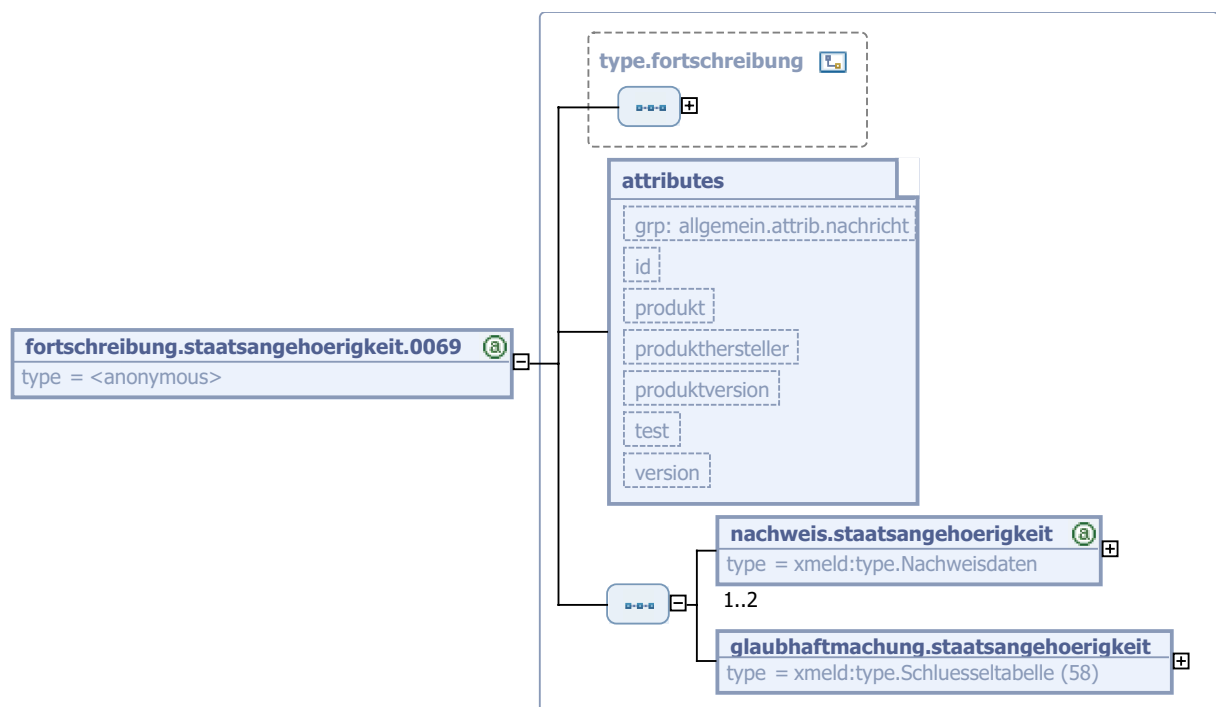 type.fortschreibung
attributes
grp: allgemein.attrib.nachricht
id
produkt
produkthersteller
produktversion
test
version
fortschreibung.staatsangehoerigkeit.0069 a
type = <anonymous>
nachweis.staatsangehoerigkeit a
type = xmeld:type.Nachweisdaten
1..2
glaubhaftmachung.staatsangehoerigkeit
type = xmeld:type.Schluesseltabelle (58)